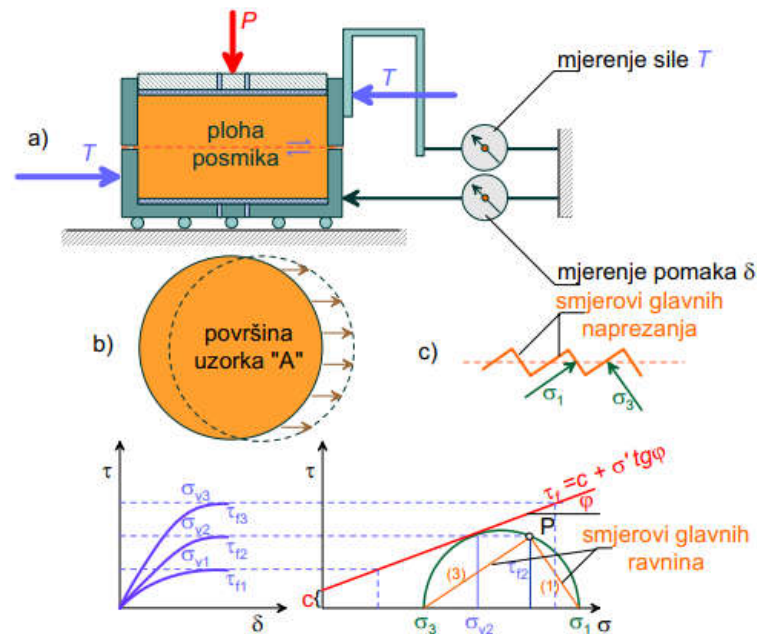 P
mjerenje sile T
T
a)
ploha
posmika
T
mjerenje pomaka δ
smjerovi glavnih
naprezanja
b)
površina
uzorka "A"
c)
σ1
σ3
τ
σv3
τf3
σv2
τf2
σv1
τf1
δ
τ
τf =c + σ' tgφ
φ
P
smjerovi glavnih
ravnina
τf2
(3)
(1)
c{
σ3
σv2
σ1
σ